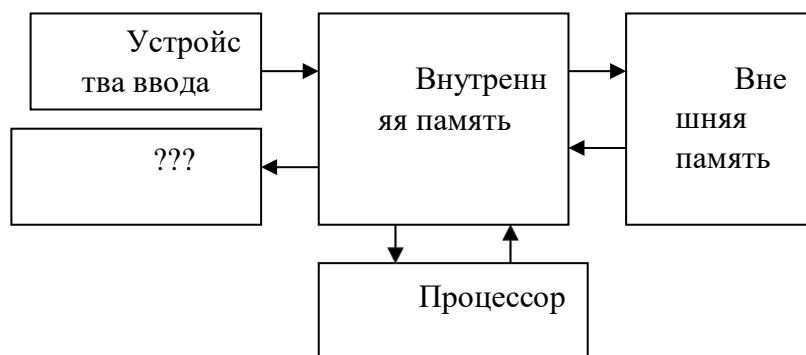 Устройс
тва ввода
???
Внутренн
яя память
Вне
шняя
память
Процессор